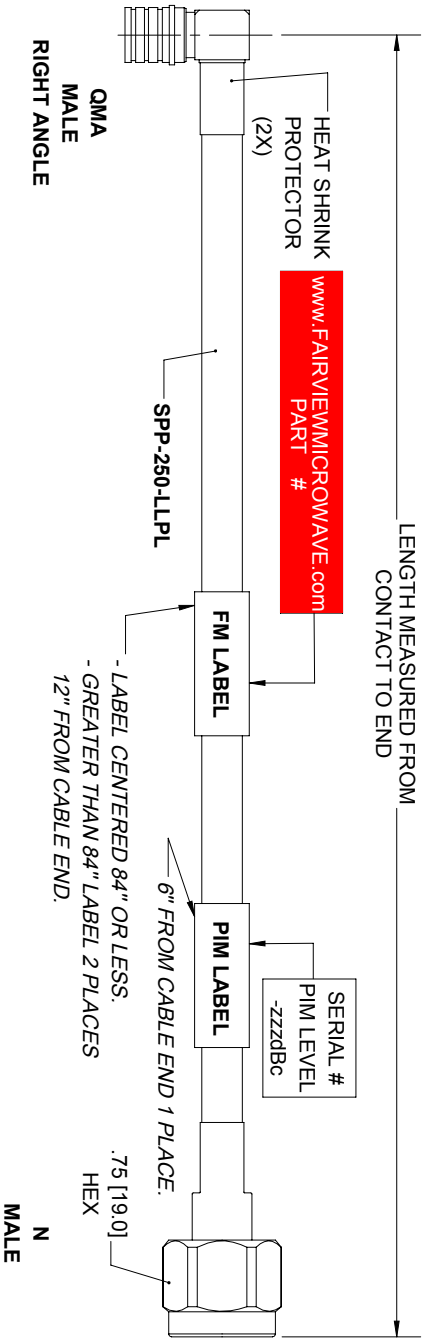 LENGTH MEASURED FROM
CONTACT TO END
HEAT SHRINK
PROTECTOR
(2X)
www.FAIRVIEWMICROWAVE.com
PART #
SERIAL #
PIM LEVEL
-zzzdBc
FM LABEL
PIM LABEL
QMA
MALE
RIGHT ANGLE
SPP-250-LLPL
- LABEL CENTERED 84" OR LESS.
- GREATER THAN 84" LABEL 2 PLACES
12" FROM CABLE END.
6" FROM CABLE END 1 PLACE.
.75 [19.0]
HEX
N
MALE